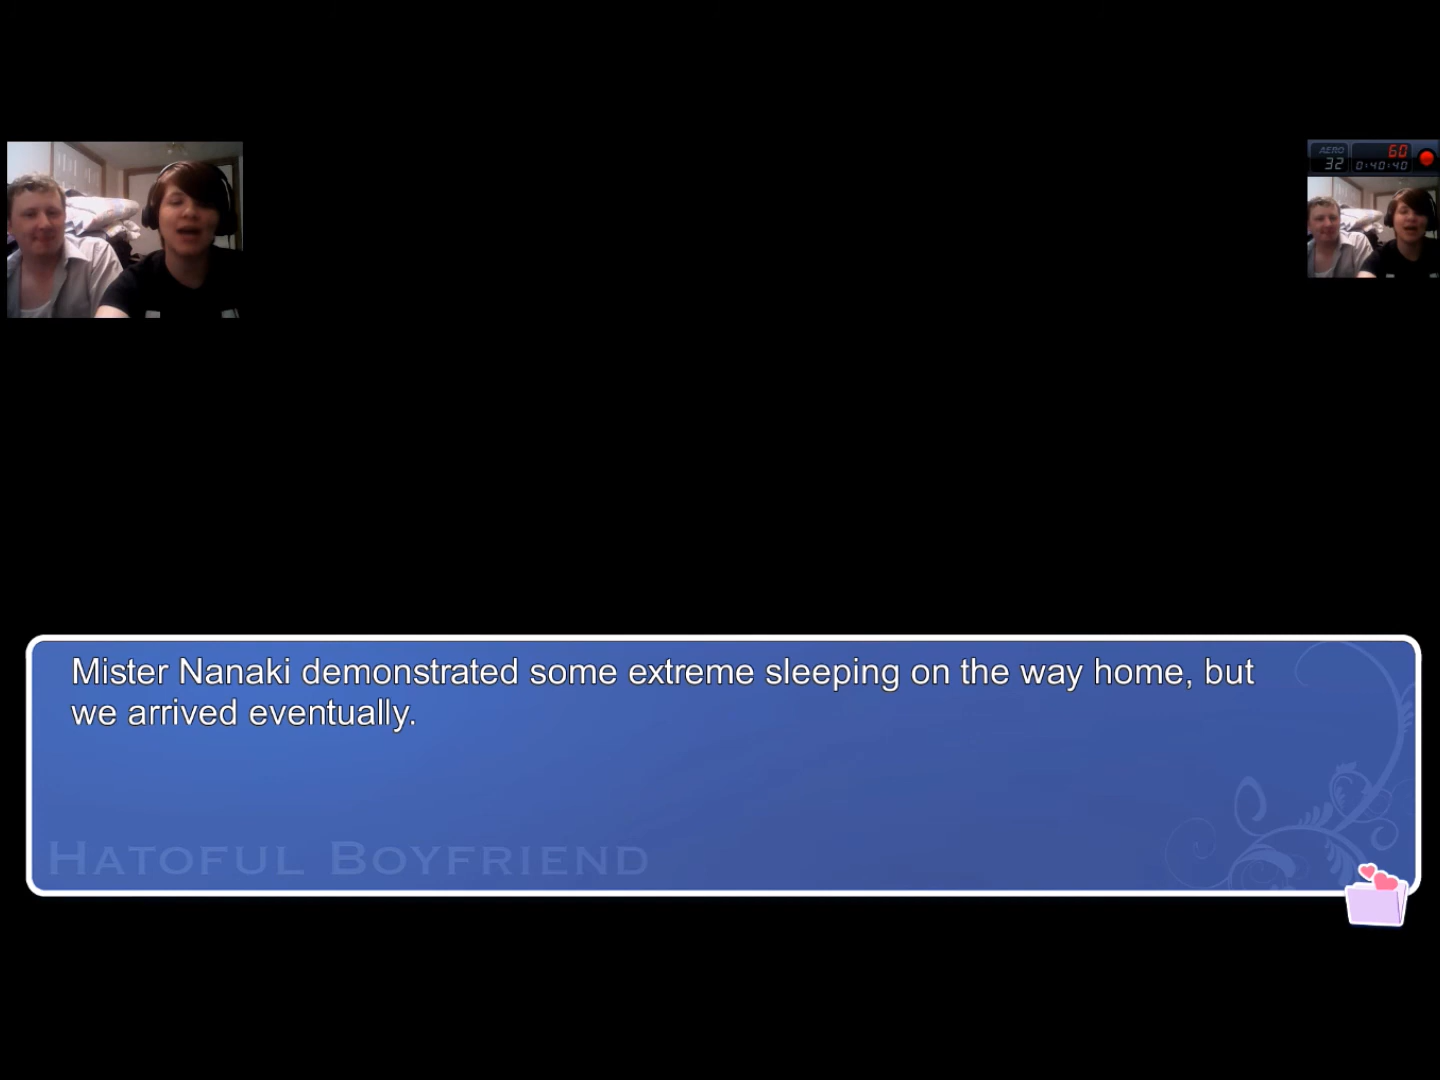 AERO
32
60
0:40:40
Mister Nanaki demonstrated some extreme sleeping on the way home, but
we arrived eventually.
HATOFUL BOYFRIEND